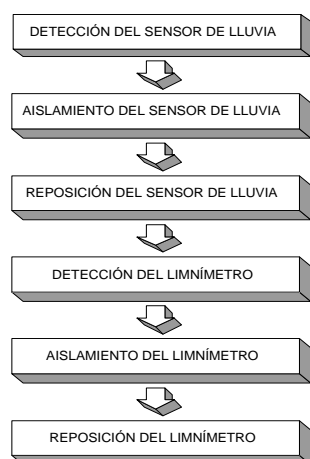 DETECCIÓN DEL SENSOR DE LLUVIA
AISLAMIENTO DEL SENSOR DE LLUVIA
REPOSICIÓN DEL SENSOR DE LLUVIA
DETECCIÓN DEL LIMNÍMETRO
AISLAMIENTO DEL LIMNÍMETRO
REPOSICIÓN DEL LIMNÍMETRO